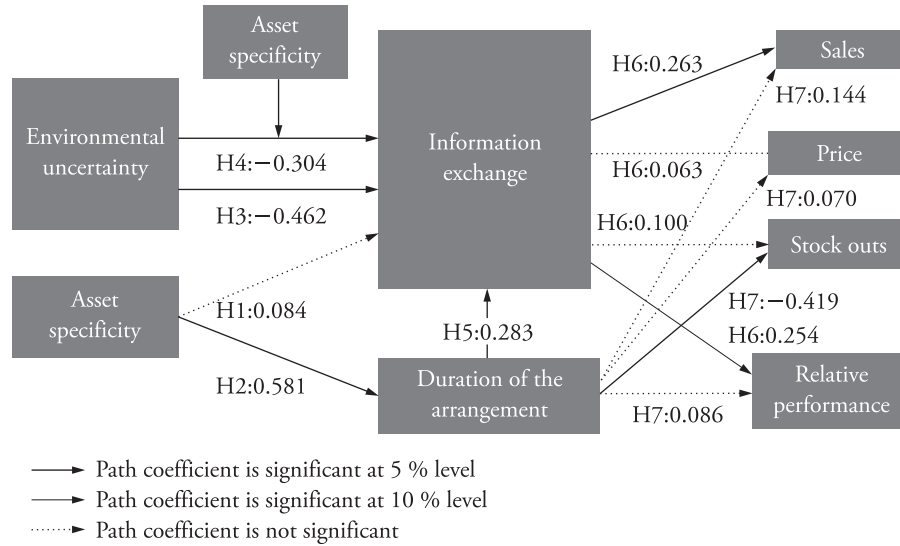 Asset
specificity
Environmental
uncertainty
Information
exchange
Sales
H6:0.263
H7:0.144
H4:−0.304
Price
H6:0.063
H7:0.070
H3:−0.462
H6:0.100
Stock outs
Asset
specificity
H1:0.084
H7:−0.419
H5:0.283
H6:0.254
H2:0.581
Duration of the
arrangement
Relative
performance
H7:0.086
Path coefficient is significant at 5 % level
Path coefficient is significant at 10 % level
Path coefficient is not significant